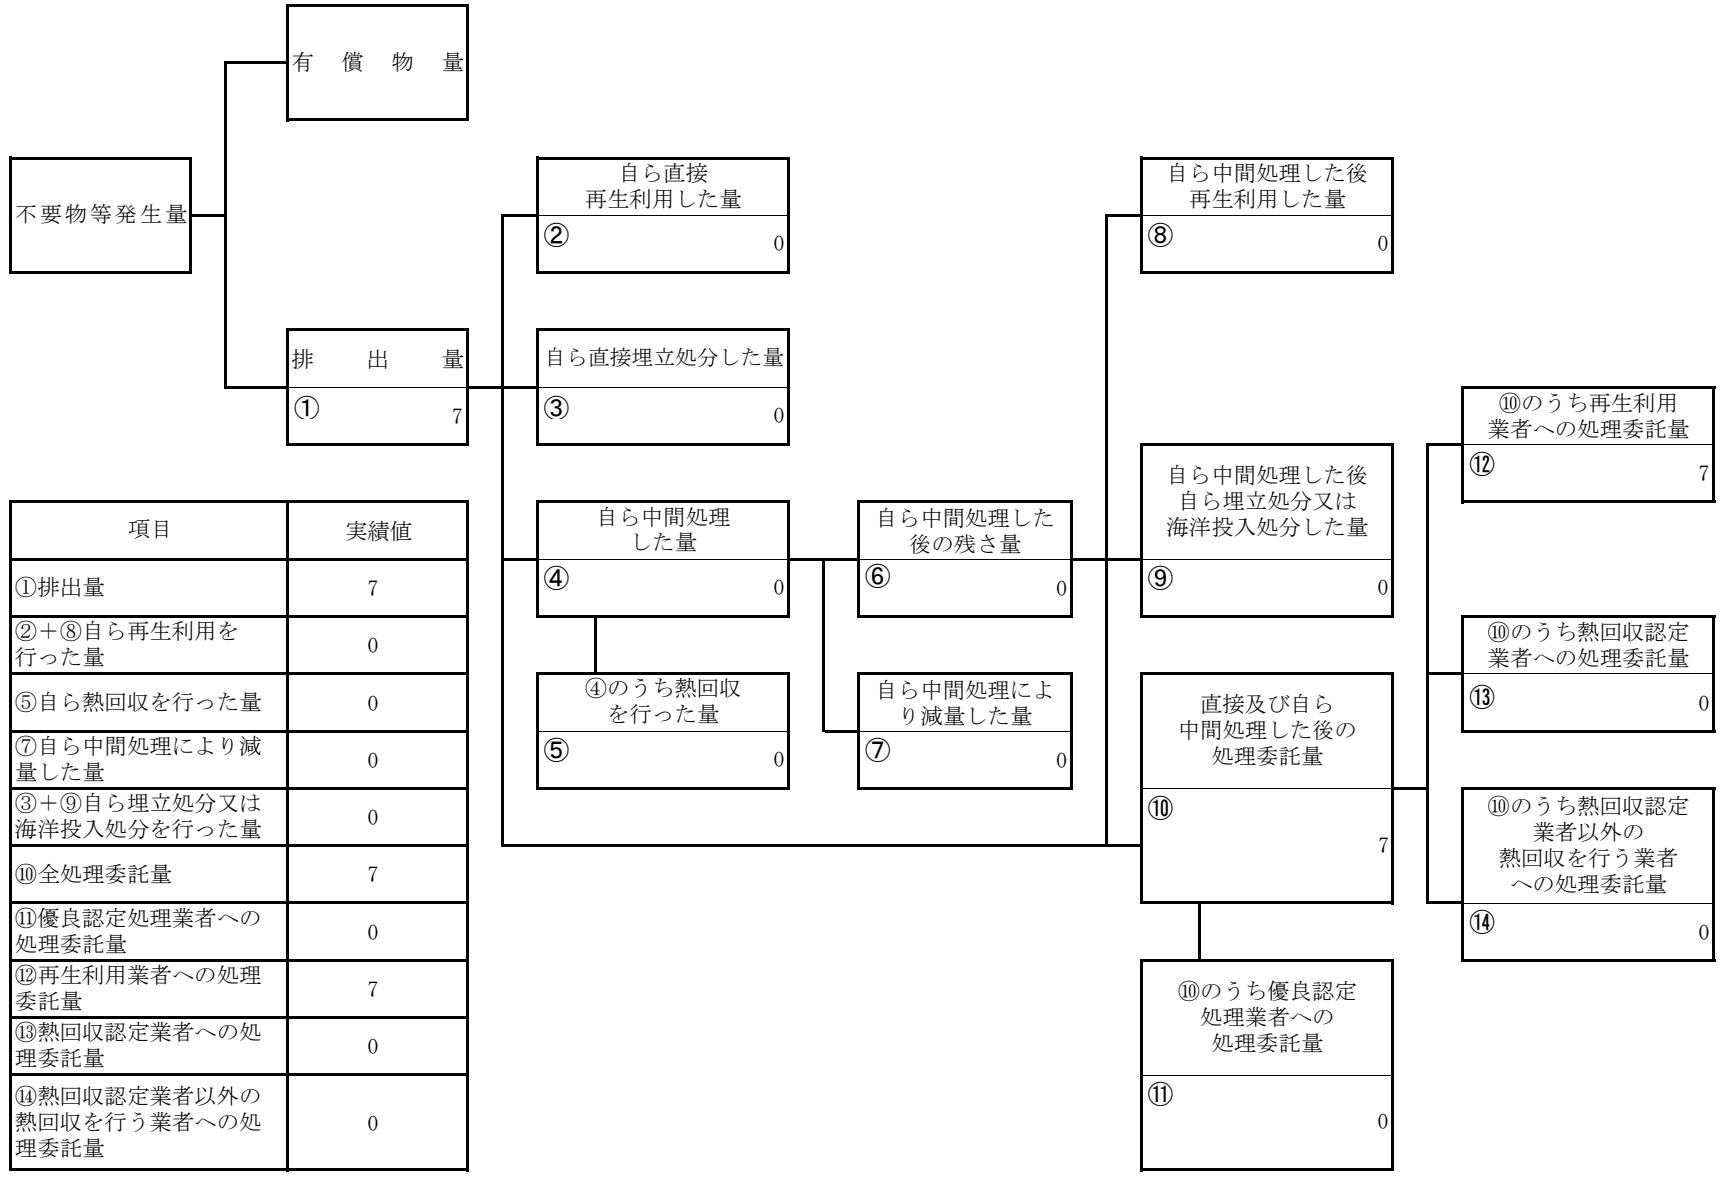 有償物量
不要物等発生量
自ら直接
再生利用した量
②
0
自ら中間処理した後
再生利用した量
⑧
0
排出量
①
7
自ら直接埋立処分した量
③
0
⑩のうち再生利用
業者への処理委託量
⑫
7
自ら中間処理
した量
④
0
自ら中間処理した
後の残さ量
⑥
0
自ら中間処理した後
自ら埋立処分又は
海洋投入処分した量
⑨
0
⑩のうち熱回収認定
業者への処理委託量
⑬
0
④のうち熱回収
を行った量
⑤
0
自ら中間処理によ
り減量した量
⑦
0
直接及び自ら
中間処理した後の
処理委託量
⑩
7
⑩のうち熱回収認定
業者以外の
熱回収を行う業者
への処理委託量
⑭
0
⑩のうち優良認定
処理業者への
処理委託量
⑪
0
項目 実績値
①排出量 7
②＋⑧自ら再生利用を
行った量 0
⑤自ら熱回収を行った量 0
⑦自ら中間処理により減
量した量 0
③＋⑨自ら埋立処分又は
海洋投入処分を行った量 0
⑩全処理委託量 7
⑪優良認定処理業者への
処理委託量 0
⑫再生利用業者への処理
委託量 7
⑬熱回収認定業者への処
理委託量 0
⑭熱回収認定業者以外の
熱回収を行う業者への処
理委託量 0